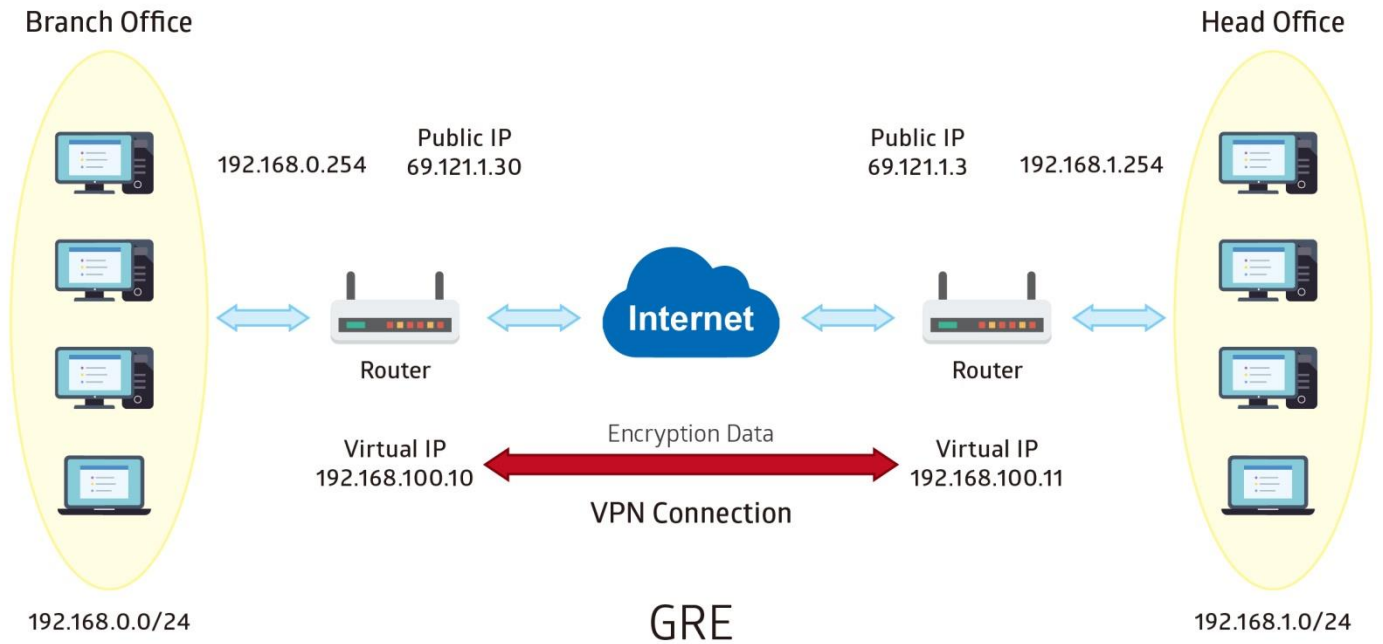 Branch Office
Head Office
Public IP
69.121.1.30
192.168.0.254
Public IP
69.121.1.3
192.168.1.254
Internet
Router
Router
Virtual IP
192.168.100.10
Encryption Data
VPN Connection
Virtual IP
192.168.100.11
192.168.0.0/24
GRE
192.168.1.0/24